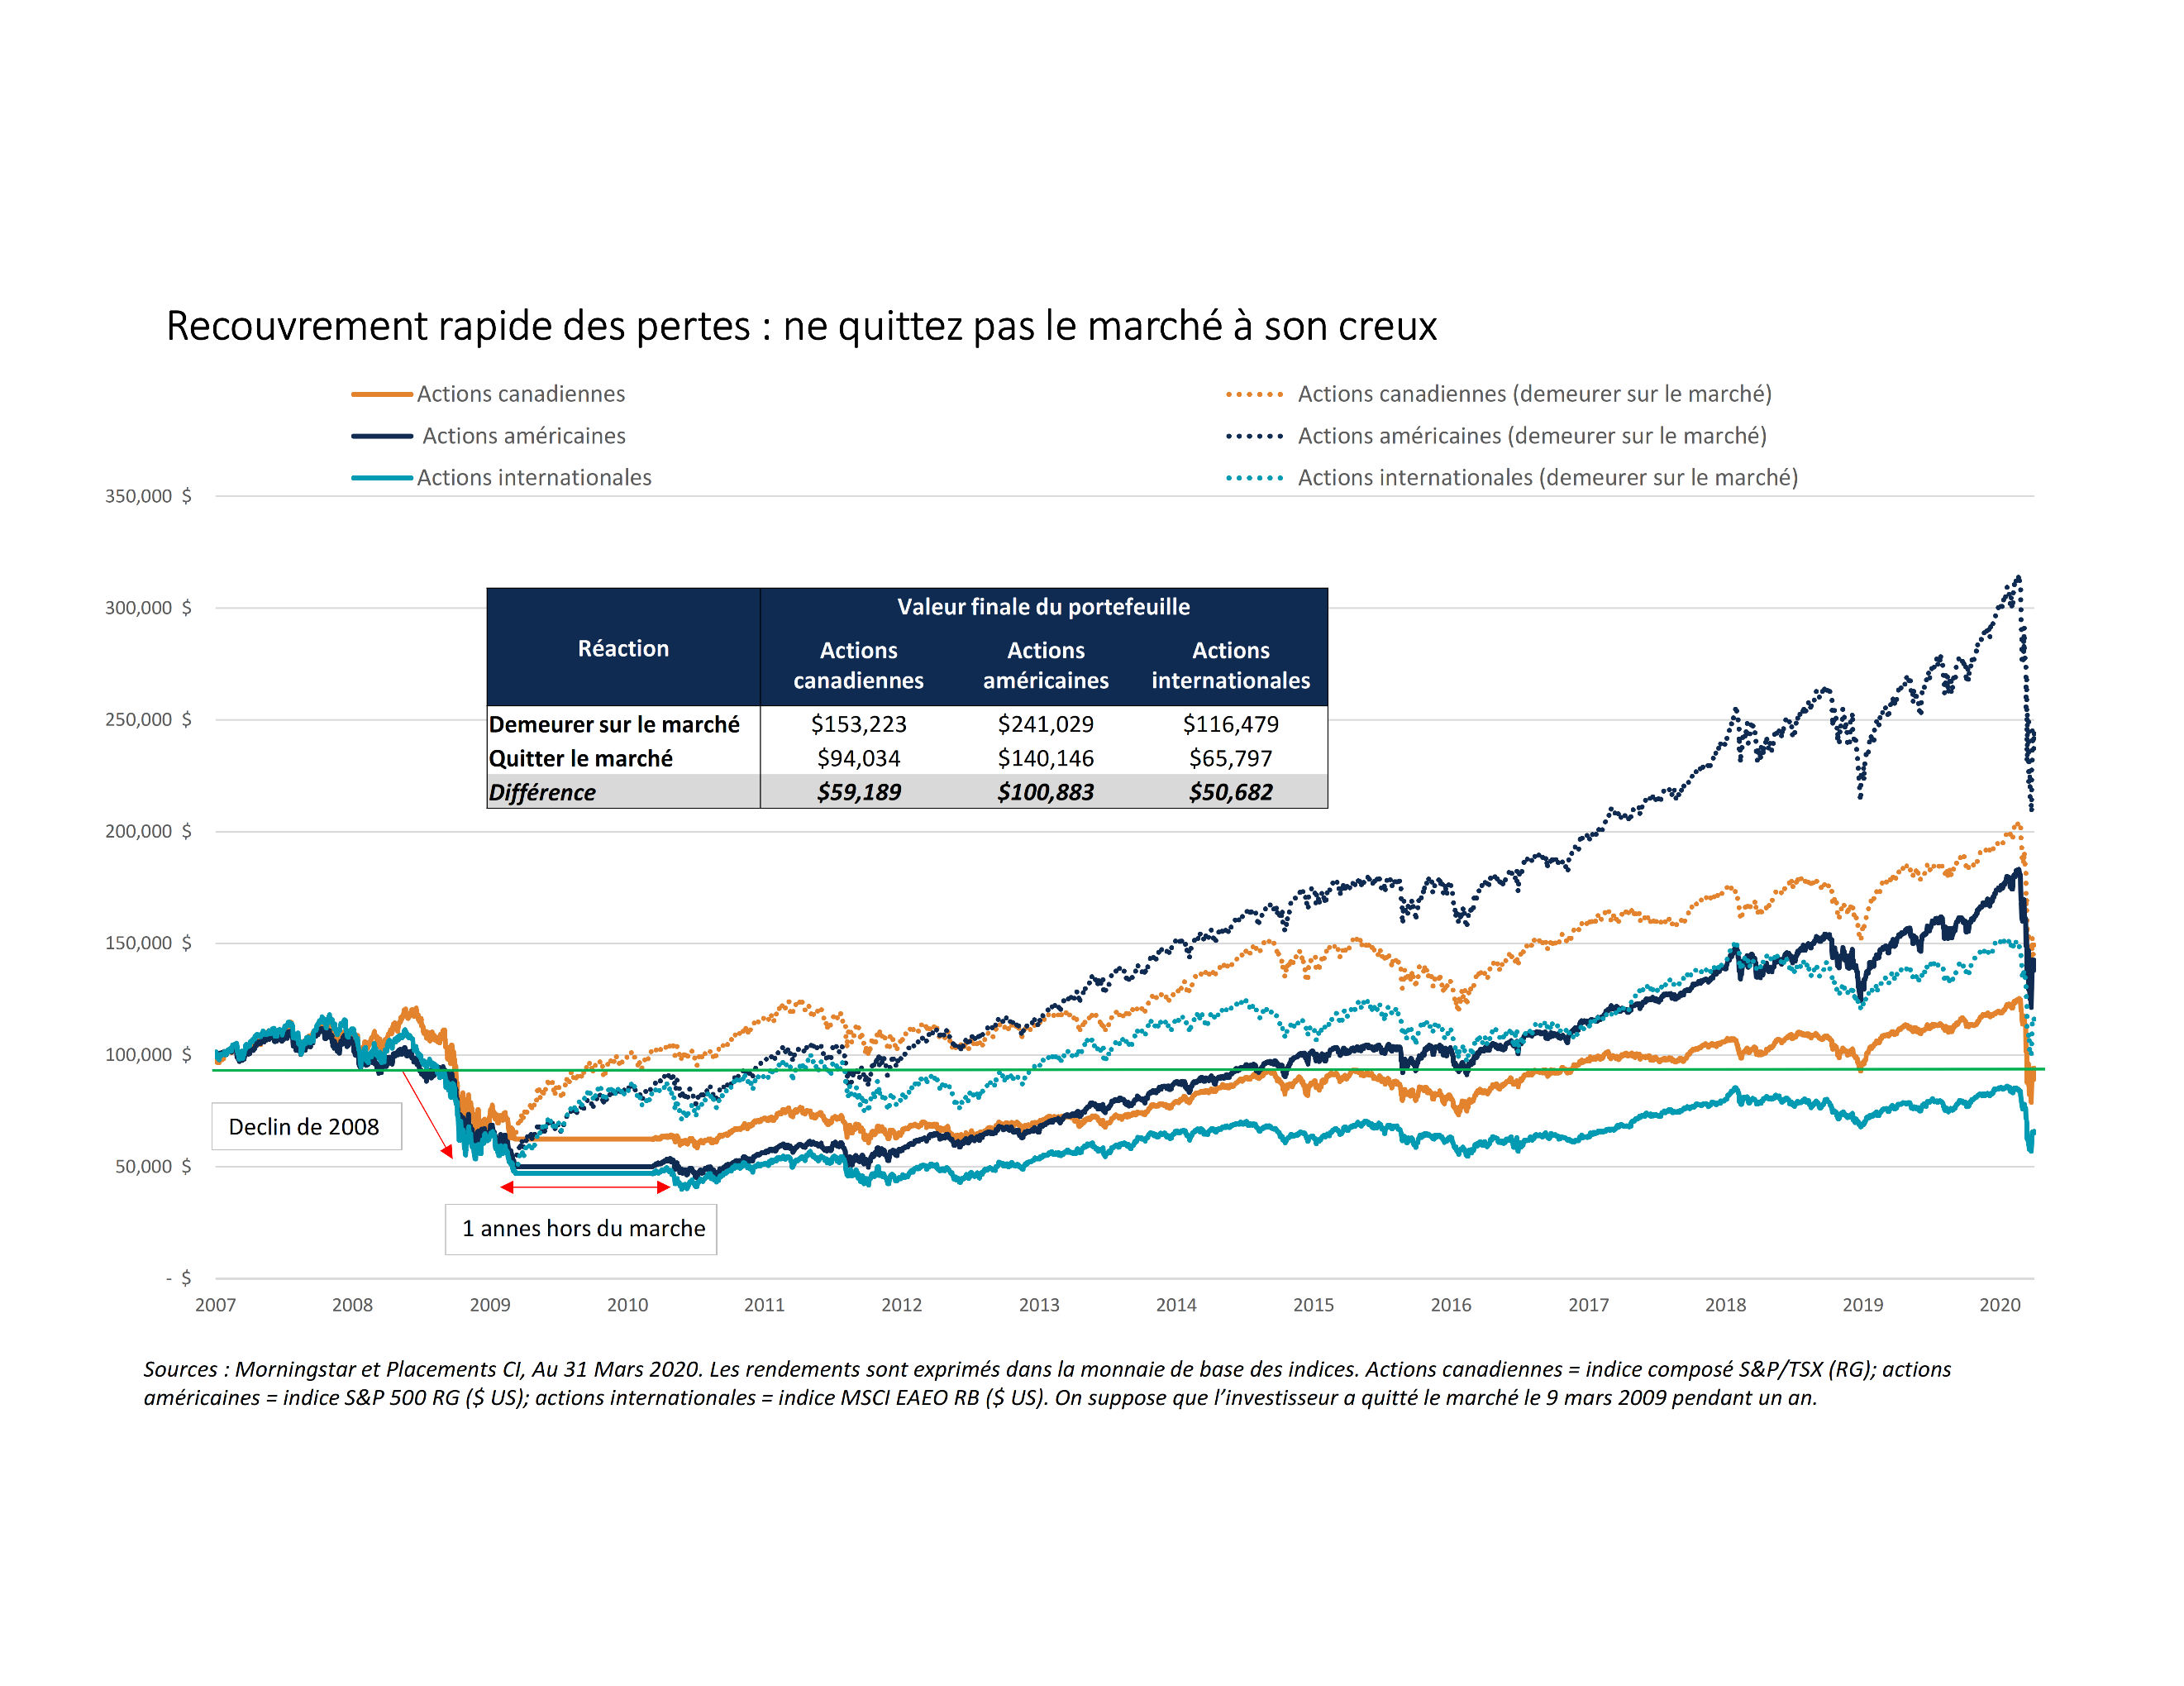 Recouvrement rapide des pertes : ne quittez pas le marché à son creux
Actions canadiennes
Actions canadiennes (demeurer sur le marché)
Actions américaines
Actions américaines (demeurer sur le marché)
Actions internationales
Actions internationales (demeurer sur le marché)
350,000 $
300,000 $
250,000 $
200,000 $
150,000 $
100,000 $
50,000 $
- $
Réaction
Valeur finale du portefeuille
Actions canadiennes
Actions américaines
Actions internationales
Demeurer sur le marché $153,223 $241,029 $116,479
Quitter le marché $94,034 $140,146 $65,797
Différence $59,189 $100,883 $50,682
Declin de 2008
1 annes hors du marche
2007 2008 2009 2010 2011 2012 2013 2014 2015 2016 2017 2018 2019 2020
Sources : Morningstar et Placements CI, Au 31 Mars 2020. Les rendements sont exprimés dans la monnaie de base des indices. Actions canadiennes = indice composé S&P/TSX (RG); actions
américaines = indice S&P 500 RG ($ US); actions internationales = indice MSCI EAEO RB ($ US). On suppose que l’investisseur a quitté le marché le 9 mars 2009 pendant un an.